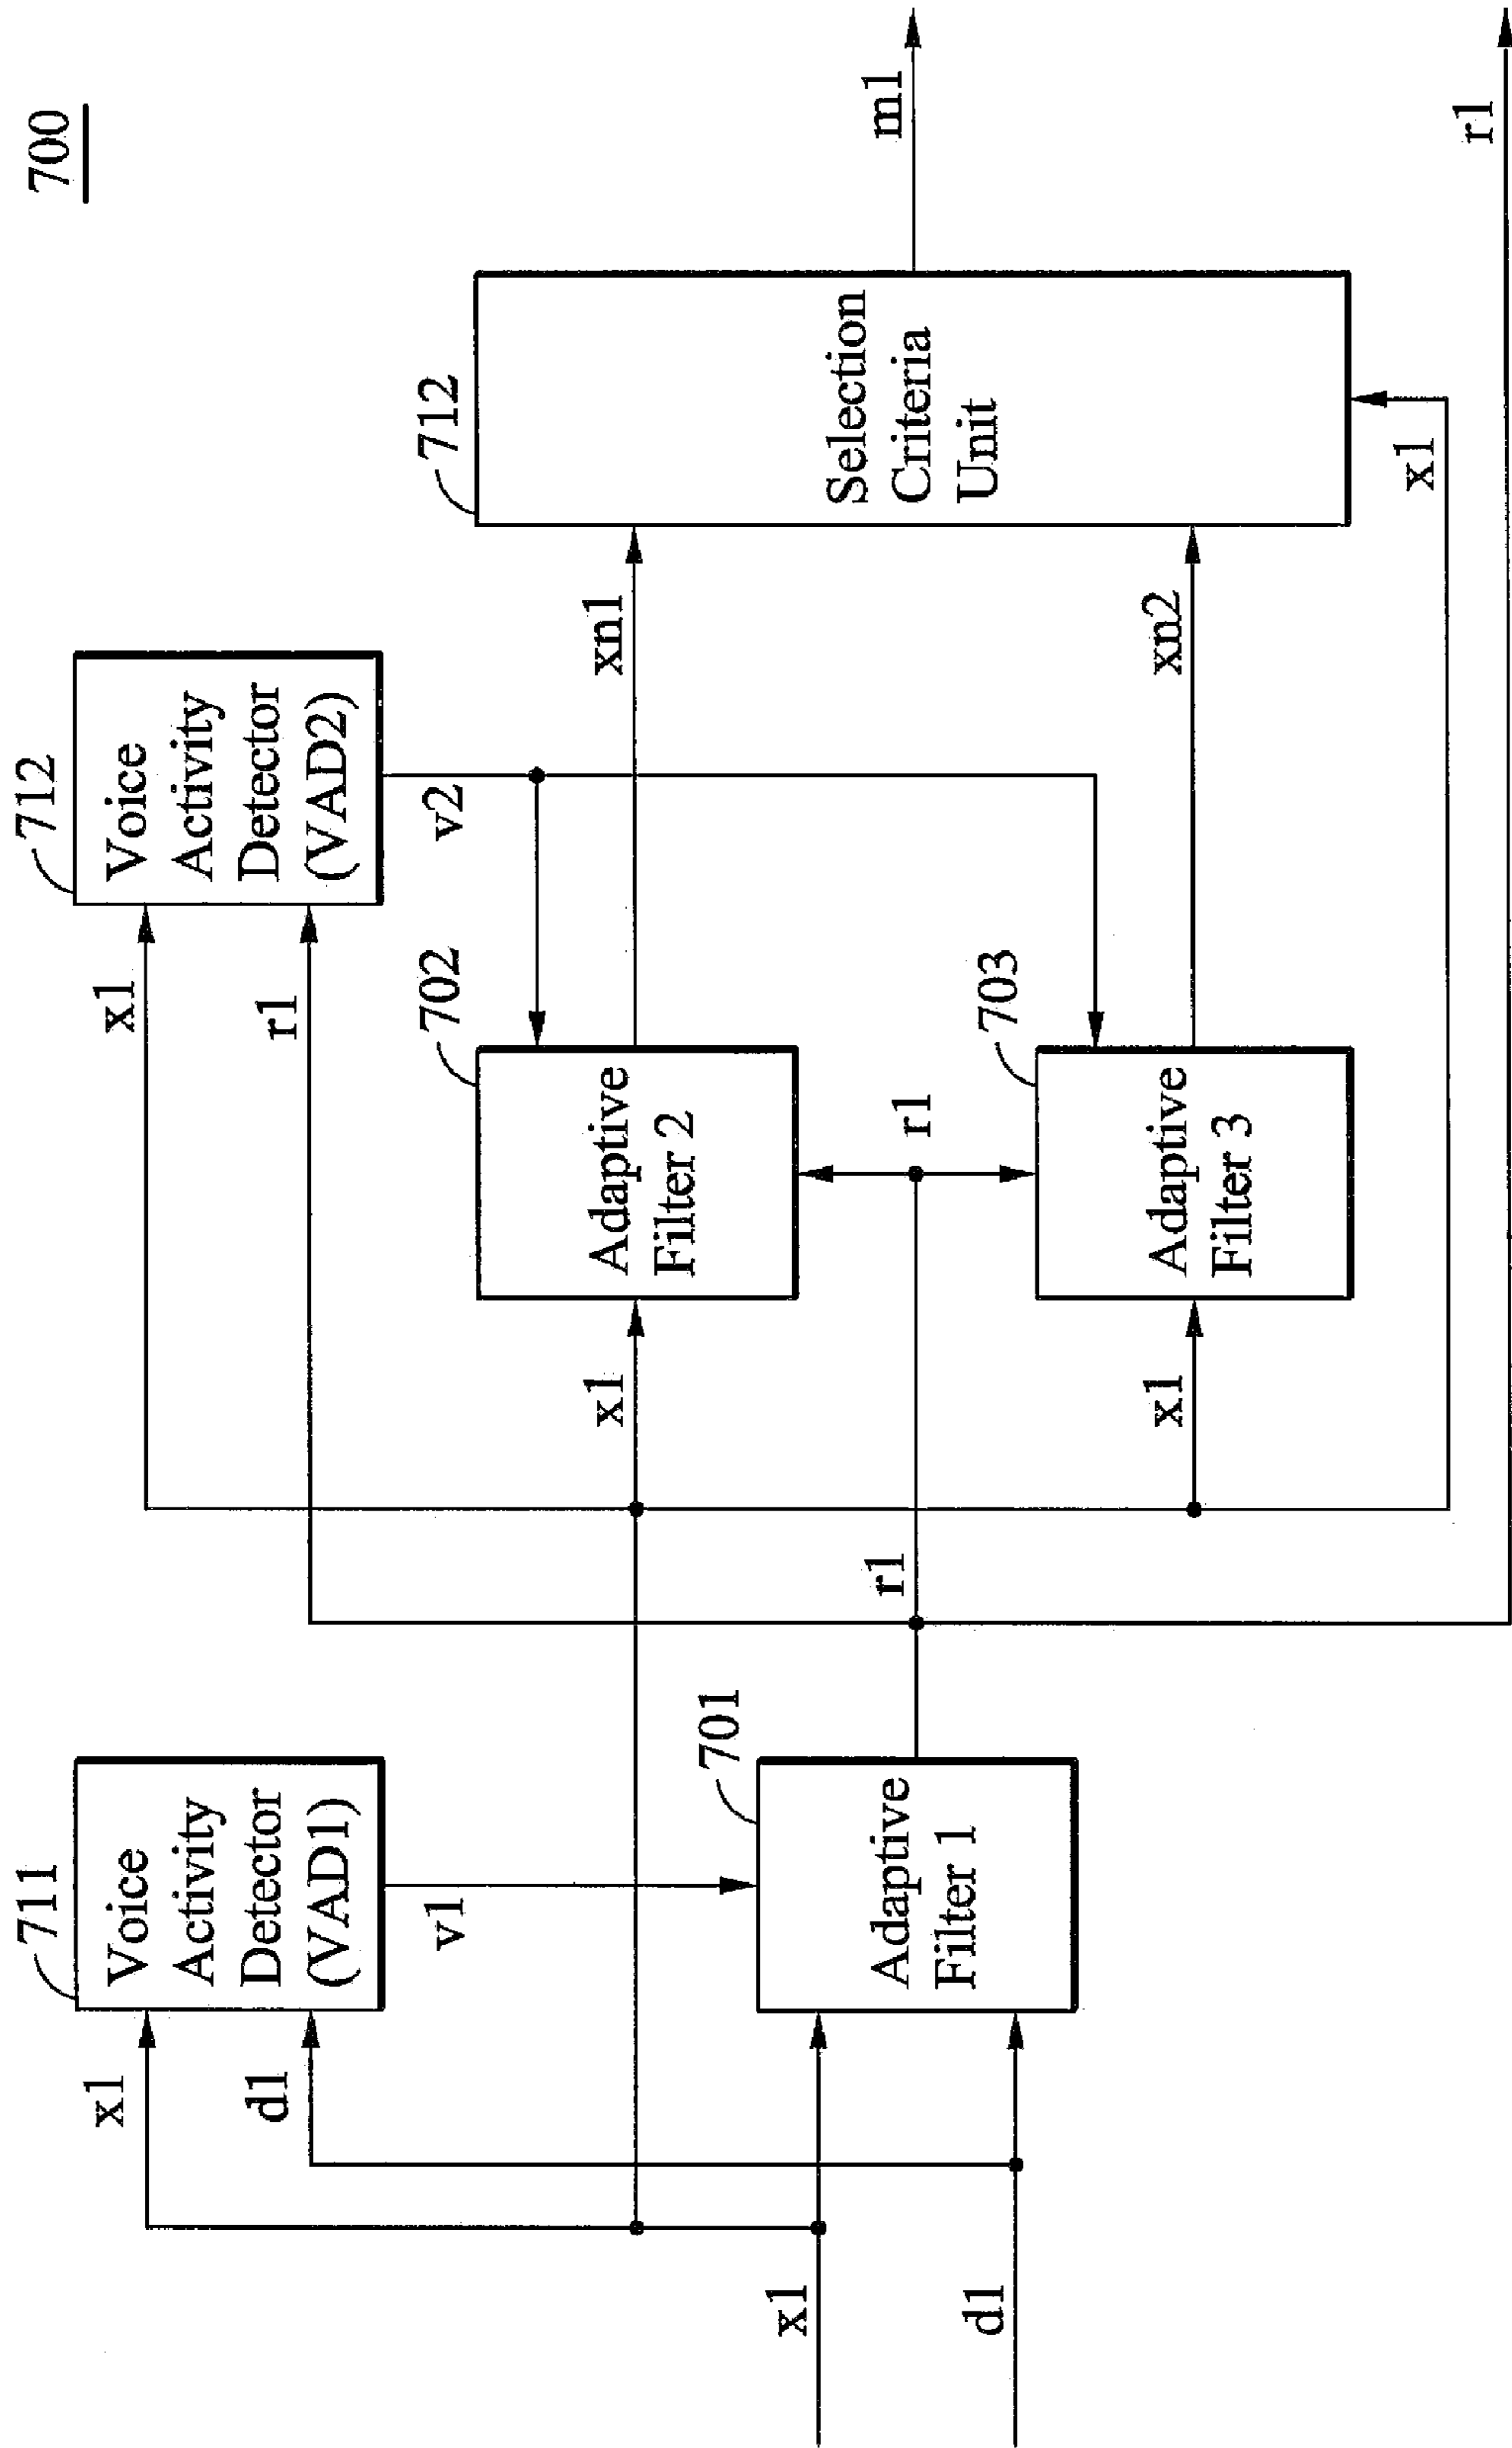 700
711
Voice
Activity
Detector
(VAD1)
x1
d1
v1
712
Voice
Activity
Detector
(VAD2)
x1
r1
v2
701
Adaptive
Filter 1
x1
d1
r1
702
Adaptive
Filter 2
x1
r1
703
Adaptive
Filter 3
x1
xn1
xn2
712
Selection
Criteria
Unit
x1
m1
r1